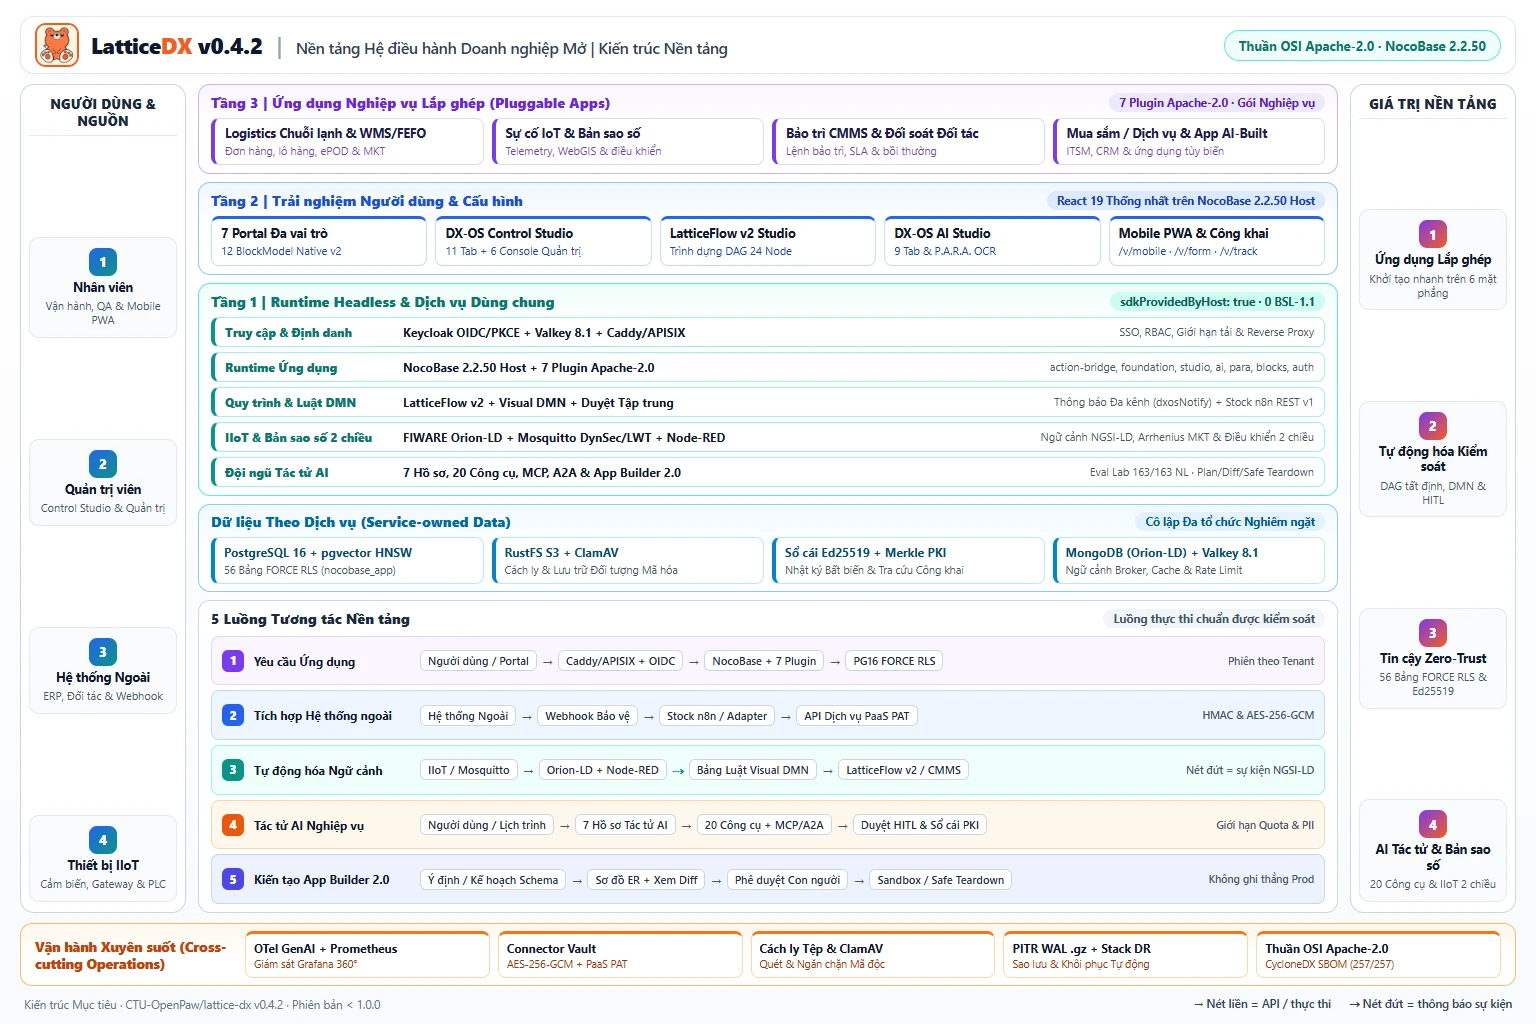 LatticeDX v0.4.2 | Nền tảng Hệ điều hành Doanh nghiệp Mở | Kiến trúc Nền tảng
Thuần OSI Apache-2.0 · NocoBase 2.2.50
NGƯỜI DÙNG &
NGUỒN
1
Nhân viên
Vận hành, QA & Mobile
PWA
2
Quản trị viên
Control Studio & Quản trị
3
Hệ thống Ngoài
ERP, Đối tác & Webhook
4
Thiết bị IIoT
Cảm biến, Gateway & PLC
Tầng 3 | Ứng dụng Nghiệp vụ Lắp ghép (Pluggable Apps)
7 Plugin Apache-2.0 · Gói Nghiệp vụ
Logistics Chuỗi lạnh & WMS/FEFO
Đơn hàng, lô hàng, ePOD & MKT
Sự cố IoT & Bản sao số
Telemetry, WebGIS & điều khiển
Bảo trì CMMS & Đối soát Đối tác
Lệnh bảo trì, SLA & bồi thường
Mua sắm / Dịch vụ & App AI-Built
ITSM, CRM & ứng dụng tùy biến
Tầng 2 | Trải nghiệm Người dùng & Cấu hình
React 19 Thống nhất trên NocoBase 2.2.50 Host
7 Portal Đa vai trò
12 BlockModel Native v2
DX-OS Control Studio
11 Tab + 6 Console Quản trị
LatticeFlow v2 Studio
Trình dựng DAG 24 Node
DX-OS AI Studio
9 Tab & P.A.R.A. OCR
Mobile PWA & Công khai
/v/mobile · /v/form · /v/track
Tầng 1 | Runtime Headless & Dịch vụ Dùng chung
sdkProvidedByHost: true · 0 BSL-1.1
Truy cập & Định danh Keycloak OIDC/PKCE + Valkey 8.1 + Caddy/APISIX SSO, RBAC, Giới hạn tải & Reverse Proxy
Runtime Ứng dụng NocoBase 2.2.50 Host + 7 Plugin Apache-2.0 action-bridge, foundation, studio, ai, para, blocks, auth
Quy trình & Luật DMN LatticeFlow v2 + Visual DMN + Duyệt Tập trung Thông báo Đa kênh (dxosNotify) + Stock n8n REST v1
IIoT & Bản sao số 2 chiều FIWARE Orion-LD + Mosquitto DynSec/LWT + Node-RED Ngữ cảnh NGSI-LD, Arrhenius MKT & Điều khiển 2 chiều
Đội ngũ Tác tử AI 7 Hồ sơ, 20 Công cụ, MCP, A2A & App Builder 2.0 Eval Lab 163/163 NL · Plan/Diff/Safe Teardown
Dữ liệu Theo Dịch vụ (Service-owned Data)
Cô lập Đa tổ chức Nghiêm ngặt
PostgreSQL 16 + pgvector HNSW
56 Bảng FORCE RLS (nocobase_app)
RustFS S3 + ClamAV
Cách ly & Lưu trữ Đối tượng Mã hóa
Sổ cái Ed25519 + Merkle PKI
Nhật ký Bất biến & Tra cứu Công khai
MongoDB (Orion-LD) + Valkey 8.1
Ngữ cảnh Broker, Cache & Rate Limit
5 Luồng Tương tác Nền tảng
Luồng thực thi chuẩn được kiểm soát
1 Yêu cầu Ứng dụng Người dùng / Portal → Caddy/APISIX + OIDC → NocoBase + 7 Plugin → PG16 FORCE RLS Phiên theo Tenant
2 Tích hợp Hệ thống ngoài Hệ thống Ngoài → Webhook Bảo vệ → Stock n8n / Adapter → API Dịch vụ PaaS PAT HMAC & AES-256-GCM
3 Tự động hóa Ngữ cảnh IIoT / Mosquitto → Orion-LD + Node-RED → Bảng Luật Visual DMN → LatticeFlow v2 / CMMS Nét đứt = sự kiện NGSI-LD
4 Tác tử AI Nghiệp vụ Người dùng / Lịch trình → 7 Hồ sơ Tác tử AI → 20 Công cụ + MCP/A2A → Duyệt HITL & Sổ cái PKI Giới hạn Quota & PII
5 Kiến tạo App Builder 2.0 Ý định / Kế hoạch Schema → Sơ đồ ER + Xem Diff → Phê duyệt Con người → Sandbox / Safe Teardown Không ghi thẳng Prod
GIÁ TRỊ NỀN TẢNG
1
Ứng dụng Lắp ghép
Khởi tạo nhanh trên 6 mặt
phẳng
2
Tự động hóa Kiểm
soát
DAG tất định, DMN &
HITL
3
Tin cậy Zero-Trust
56 Bảng FORCE RLS &
Ed25519
4
AI Tác tử & Bản sao
số
20 Công cụ & IIoT 2 chiều
Vận hành Xuyên suốt (Cross-
cutting Operations)
OTel GenAI + Prometheus
Giám sát Grafana 360°
Connector Vault
AES-256-GCM + PaaS PAT
Cách ly Tệp & ClamAV
Quét & Ngăn chặn Mã độc
PITR WAL .gz + Stack DR
Sao lưu & Khôi phục Tự động
Thuần OSI Apache-2.0
CycloneDX SBOM (257/257)
Kiến trúc Mục tiêu · CTU-OpenPaw/lattice-dx v0.4.2 · Phiên bản < 1.0.0
→ Nét liền = API / thực thi → Nét đứt = thông báo sự kiện